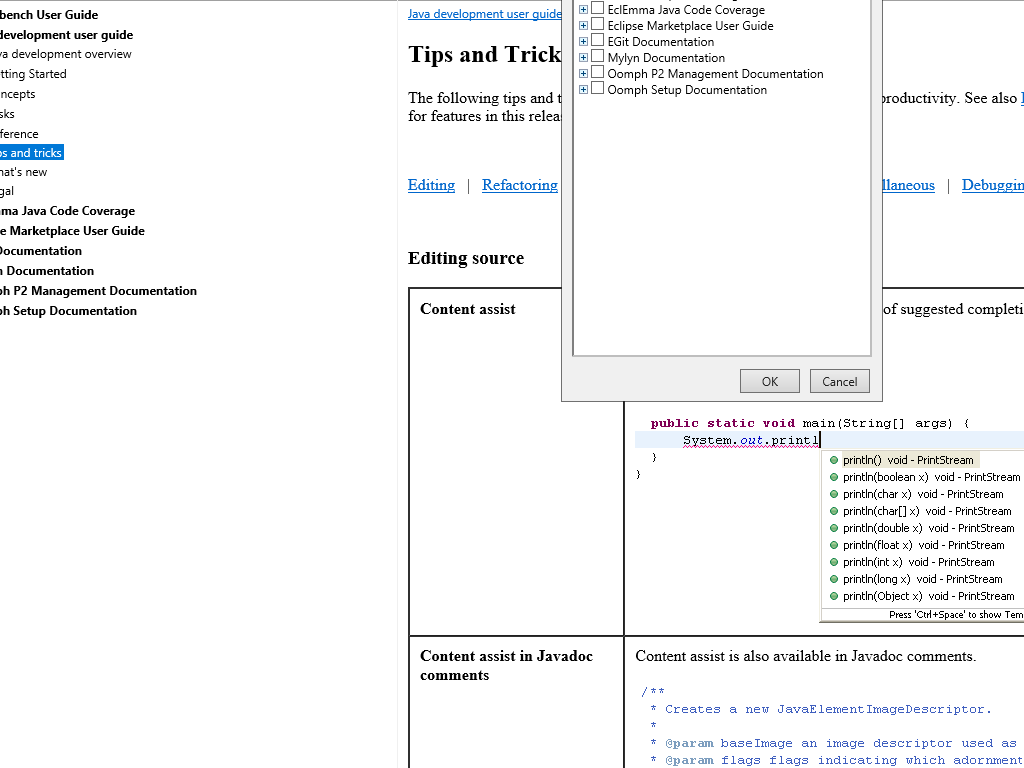 bench User Guide
development user guide
va development overview
tting Started
ncepts
sks
ference
ps and tricks
hat's new
gal
mma Java Code Coverage
e Marketplace User Guide
Documentation
n Documentation
ph P2 Management Documentation
ph Setup Documentation
Java development user guide
Tips and Trick
The following tips and t
roductivity. See also
for features in this relea
Editing | Refactoring
llaneous | Debuggin
Editing source
Content assist
of suggested completi
EclEmma Java Code Coverage
Eclipse Marketplace User Guide
EGit Documentation
Mylyn Documentation
Oomph P2 Management Documentation
Oomph Setup Documentation
OK Cancel
public static void main(String[] args) {
System.out.printl
}
}
println() void - PrintStream
println(boolean x) void - PrintStream
println(char x) void - PrintStream
println(char[] x) void - PrintStream
println(double x) void - PrintStream
println(float x) void - PrintStream
println(int x) void - PrintStream
println(long x) void - PrintStream
println(Object x) void - PrintStream
Press 'Ctrl+Space' to show Tem
Content assist in Javadoc
comments
Content assist is also available in Javadoc comments.
/**
* Creates a new JavaElementImageDescriptor.
*
* @param baseImage an image descriptor used as
* @param flags flags indicating which adornment